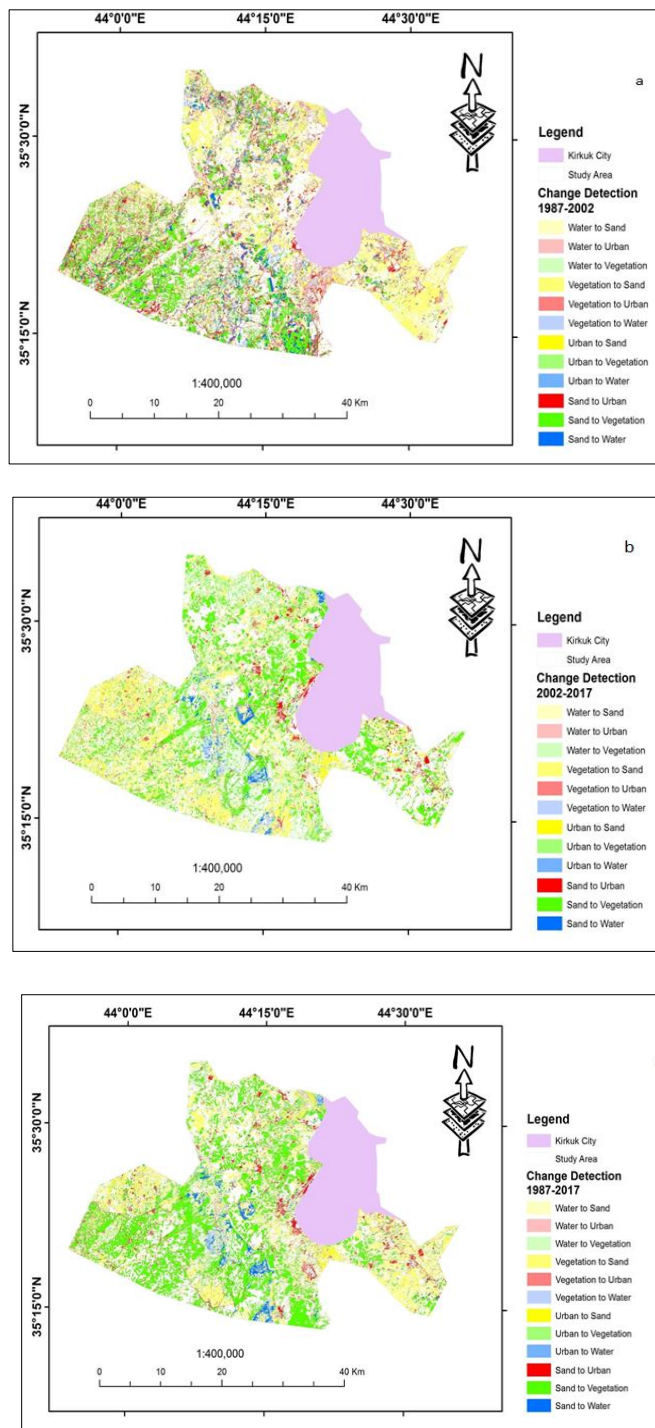 44°0'0"E 44°15'0"E 44°30'0"E
N
a
35°30'0"N
35°15'0"N
Legend
Kirkuk City
Study Area
Change Detection
1987-2002
Water to Sand
Water to Urban
Water to Vegetation
Vegetation to Sand
Vegetation to Urban
Vegetation to Water
Urban to Sand
Urban to Vegetation
Urban to Water
Sand to Urban
Sand to Vegetation
Sand to Water
1:400,000
0 10 20 40 Km
44°0'0"E 44°15'0"E 44°30'0"E
N
b
35°30'0"N
35°15'0"N
Legend
Kirkuk City
Study Area
Change Detection
2002-2017
Water to Sand
Water to Urban
Water to Vegetation
Vegetation to Sand
Vegetation to Urban
Vegetation to Water
Urban to Sand
Urban to Vegetation
Urban to Water
Sand to Urban
Sand to Vegetation
Sand to Water
1:400,000
0 10 20 40 Km
44°0'0"E 44°15'0"E 44°30'0"E
N
35°30'0"N
35°15'0"N
Legend
Kirkuk City
Study Area
Change Detection
1987-2017
Water to Sand
Water to Urban
Water to Vegetation
Vegetation to Sand
Vegetation to Urban
Vegetation to Water
Urban to Sand
Urban to Vegetation
Urban to Water
Sand to Urban
Sand to Vegetation
Sand to Water
1:400,000
0 10 20 40 Km